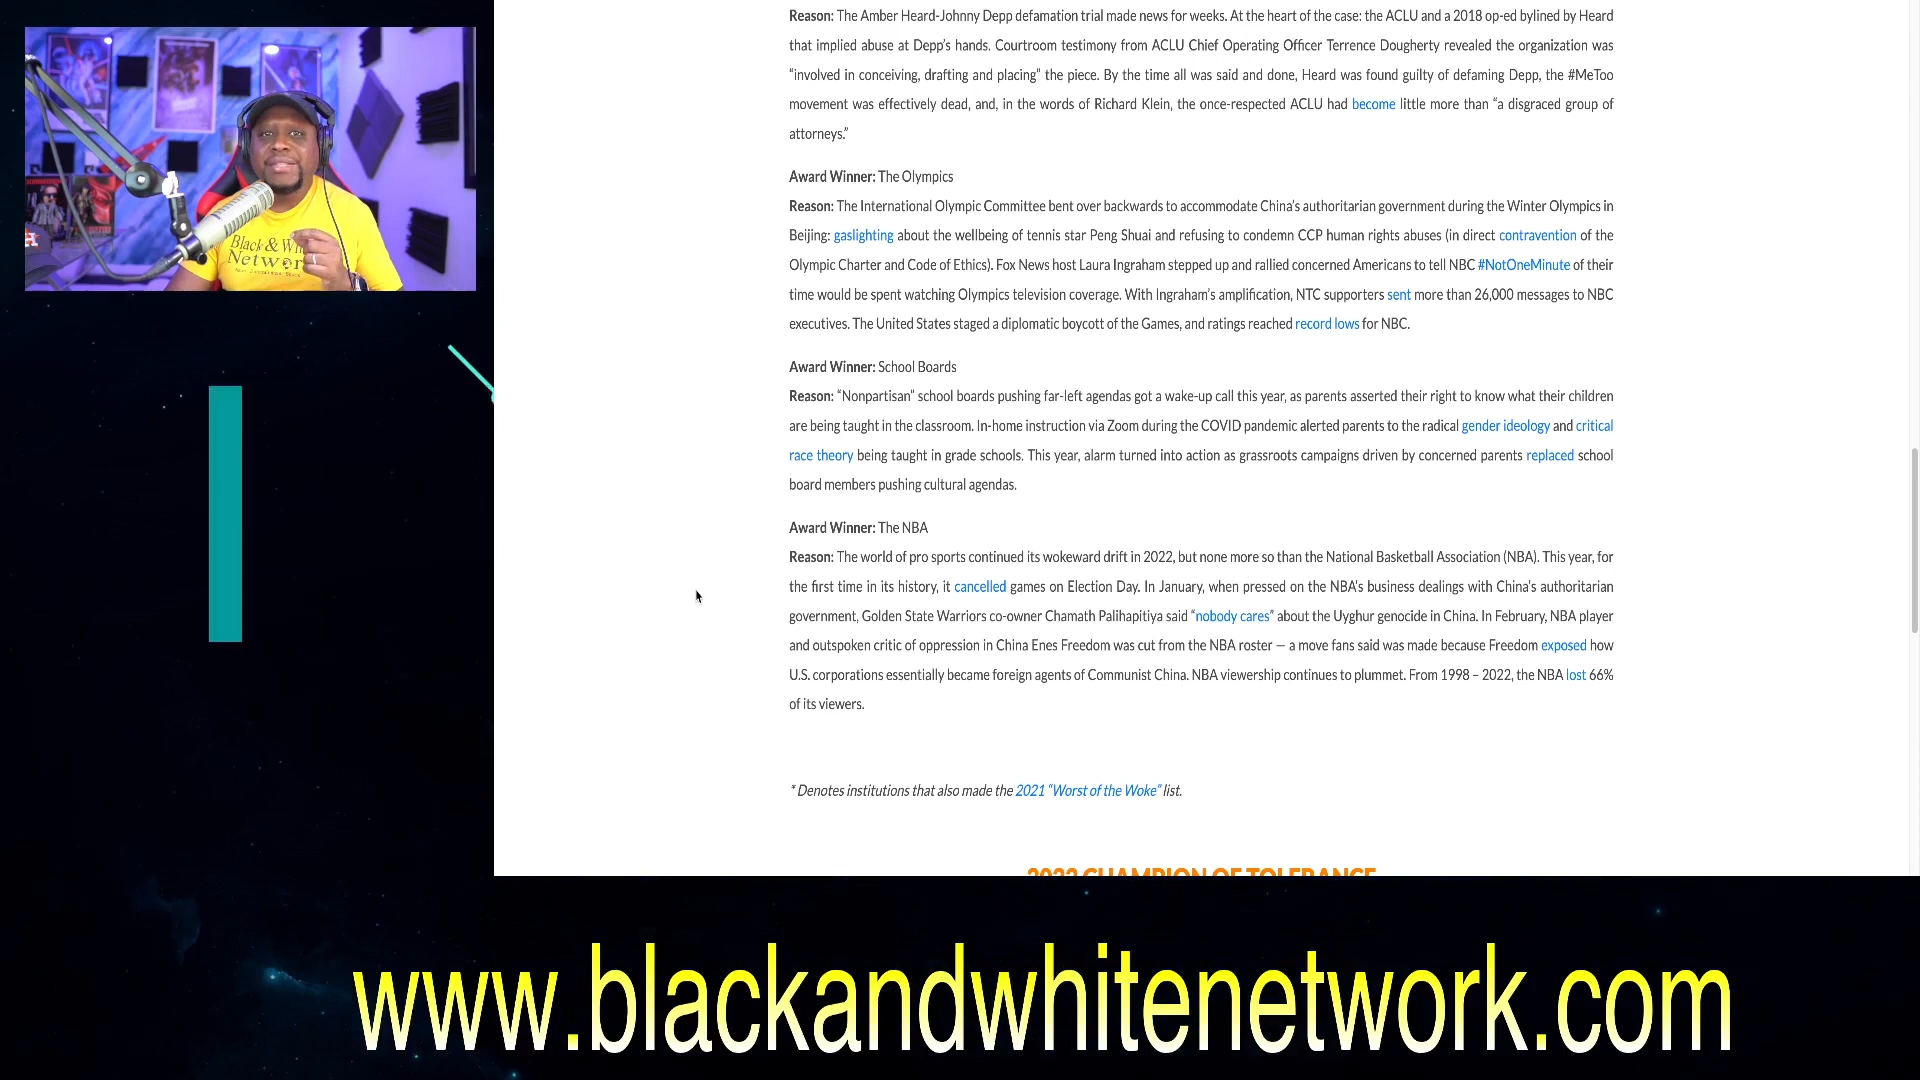 Black & Whi
Networ
Reason: The Amber Heard-Johnny Depp defamation trial made news for weeks. At the heart of the case: the ACLU and a 2018 op-ed bylined by Heard
that implied abuse at Depp’s hands. Courtroom testimony from ACLU Chief Operating Officer Terrence Dougherty revealed the organization was
“involved in conceiving, drafting and placing” the piece. By the time all was said and done, Heard was found guilty of defaming Depp, the #MeToo
movement was effectively dead, and, in the words of Richard Klein, the once-respected ACLU had become little more than “a disgraced group of
attorneys.”
Award Winner: The Olympics
Reason: The International Olympic Committee bent over backwards to accommodate China’s authoritarian government during the Winter Olympics in
Beijing: gaslighting about the wellbeing of tennis star Peng Shuai and refusing to condemn CCP human rights abuses (in direct contravention of the
Olympic Charter and Code of Ethics). Fox News host Laura Ingraham stepped up and rallied concerned Americans to tell NBC #NotOneMinute of their
time would be spent watching Olympics television coverage. With Ingraham’s amplification, NTC supporters sent more than 26,000 messages to NBC
executives. The United States staged a diplomatic boycott of the Games, and ratings reached record lows for NBC.
Award Winner: School Boards
Reason: “Nonpartisan” school boards pushing far-left agendas got a wake-up call this year, as parents asserted their right to know what their children
are being taught in the classroom. In-home instruction via Zoom during the COVID pandemic alerted parents to the radical gender ideology and critical
race theory being taught in grade schools. This year, alarm turned into action as grassroots campaigns driven by concerned parents replaced school
board members pushing cultural agendas.
Award Winner: The NBA
Reason: The world of pro sports continued its wokeward drift in 2022, but none more so than the National Basketball Association (NBA). This year, for
the first time in its history, it cancelled games on Election Day. In January, when pressed on the NBA’s business dealings with China’s authoritarian
government, Golden State Warriors co-owner Chamath Palihapitiya said “nobody cares” about the Uyghur genocide in China. In February, NBA player
and outspoken critic of oppression in China Enes Freedom was cut from the NBA roster — a move fans said was made because Freedom exposed how
U.S. corporations essentially became foreign agents of Communist China. NBA viewership continues to plummet. From 1998 – 2022, the NBA lost 66%
of its viewers.
* Denotes institutions that also made the 2021 “Worst of the Woke” list.
2022 CHAMPION OF TOLERANCE
www.blackandwhitenetwork.com